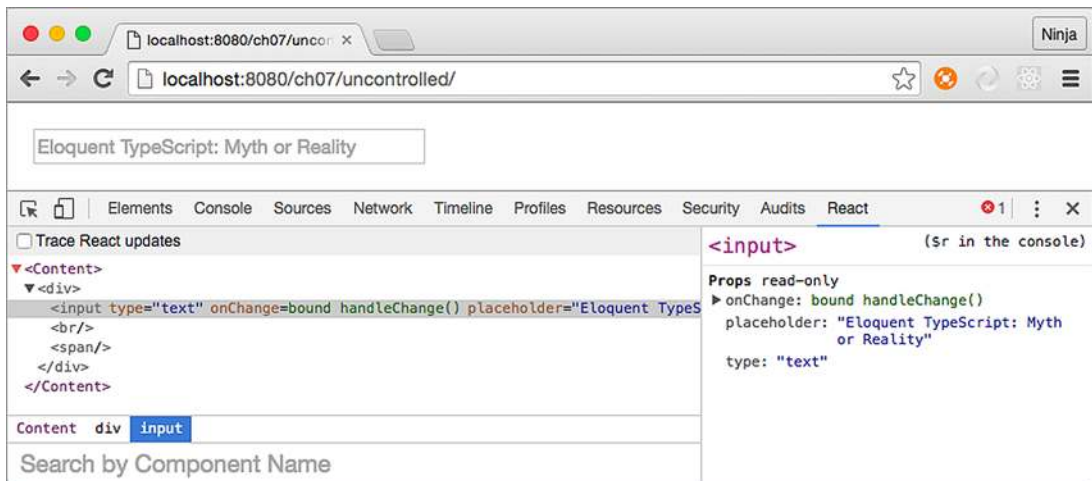 localhost:8080/ch07/uncon ×
Ninja
localhost:8080/ch07/uncontrolled/
Eloquent TypeScript: Myth or Reality
Elements Console Sources Network Timeline Profiles Resources Security Audits React 1
Trace React updates
<Content>
<div>
<input type="text" onChange=bound handleChange() placeholder="Eloquent TypeS
<br/>
<span/>
</div>
</Content>
Content div input
Search by Component Name
<input> ($r in the console)
Props read-only
onChange: bound handleChange()
placeholder: "Eloquent TypeScript: Myth
or Reality"
type: "text"